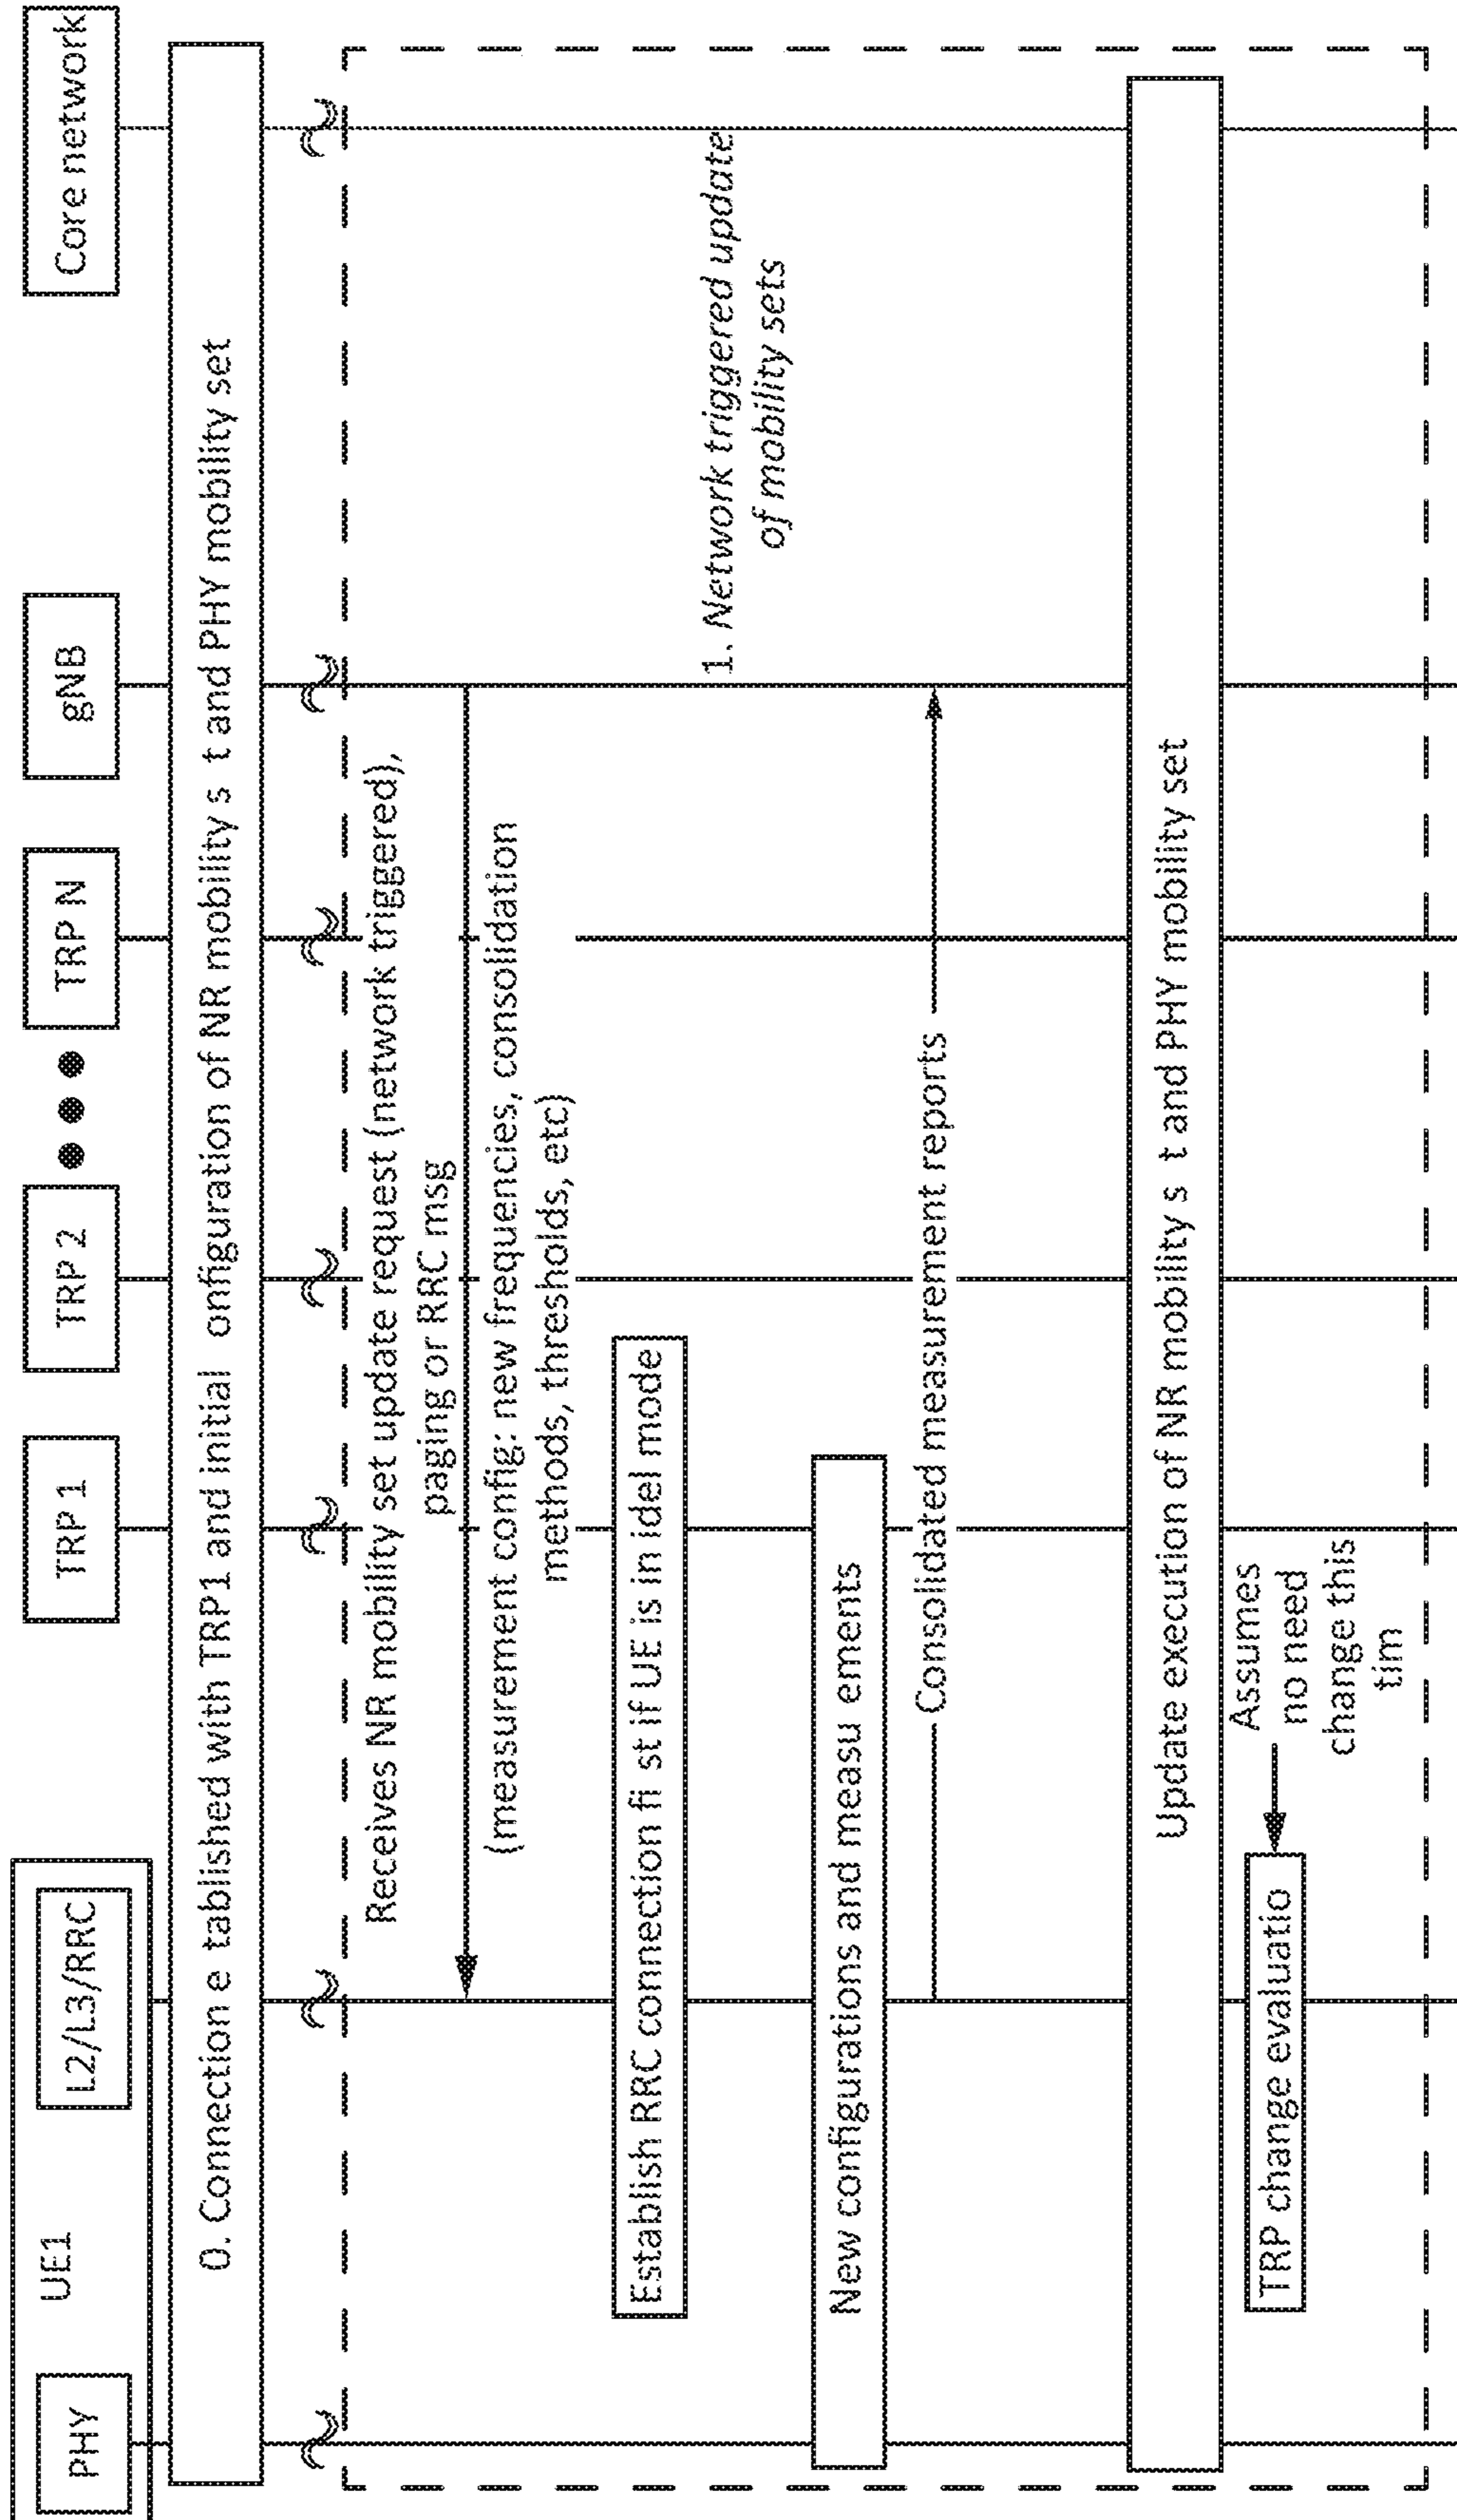 UE1
PHY
L2/L3/RRC
TRP 1
TRP 2
TRP N
gNB
Core network
0. Connection e tablished with TRP1 and initial onfiguration of NR mobility s t and PHY mobility set
Receives NR mobility set update request (network triggered),
paging or RRC msg
(measurement config: new frequencies, consolidation
methods, thresholds, etc)
Establish RRC connection fi st if UE is in idel mode
1. Network triggered update
of mobility sets
New configurations and measu ements
Consolidated measurement reports
Update execution of NR mobility s t and PHY mobility set
TRP change evaluatio
Assumes
no need
change this
tim